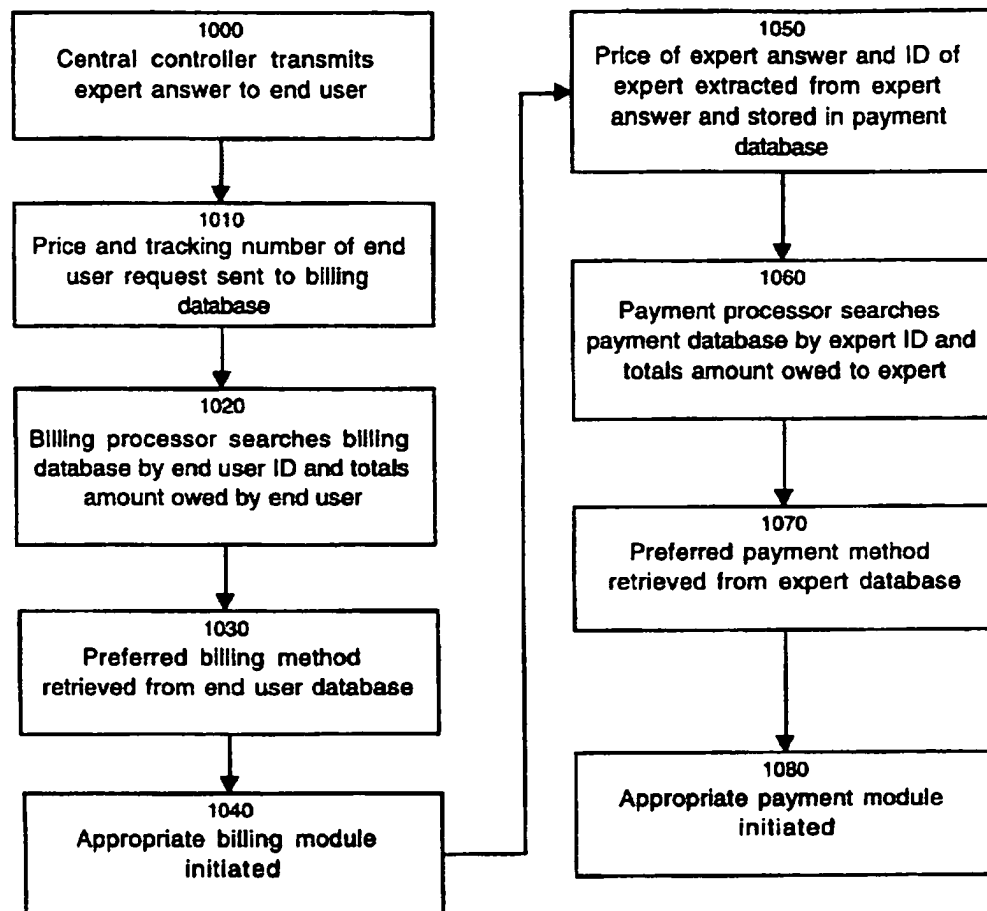 1000
Central controller transmits
expert answer to end user
1010
Price and tracking number of end
user request sent to billing
database
1020
Billing processor searches billing
database by end user ID and totals
amount owed by end user
1030
Preferred billing method
retrieved from end user database
1040
Appropriate billing module
initiated
1050
Price of expert answer and ID of
expert extracted from expert
answer and stored in payment
database
1060
Payment processor searches
payment database by expert ID and
totals amount owed to expert
1070
Preferred payment method
retrieved from expert database
1080
Appropriate payment module
initiated